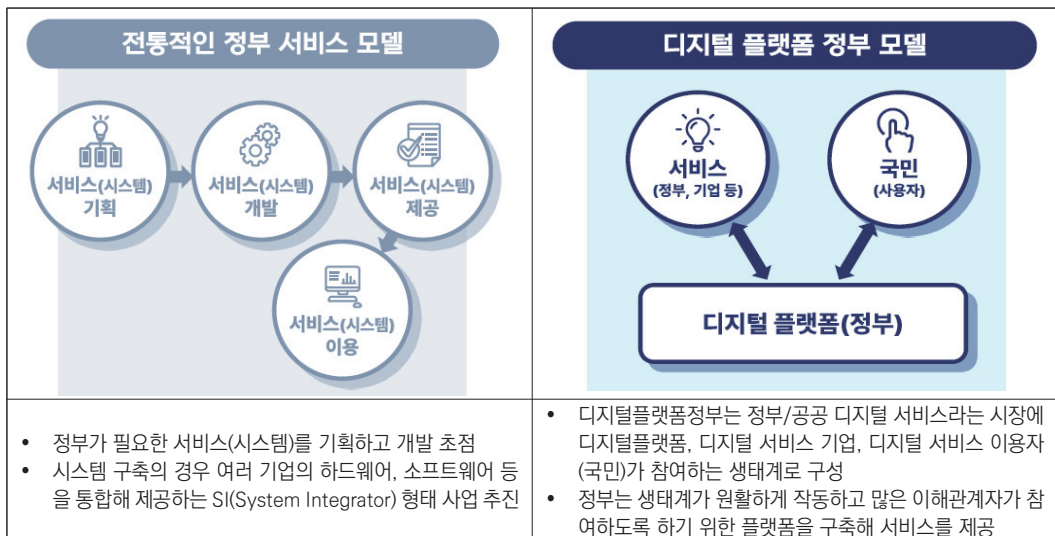 전통적인 정부 서비스 모델
서비스(시스템)
기획
서비스(시스템)
개발
서비스(시스템)
제공
서비스(시스템)
이용
디지털 플랫폼 정부 모델
서비스
(정부, 기업 등)
국민
(사용자)
디지털 플랫폼(정부)
• 정부가 필요한 서비스(시스템)를 기획하고 개발 초점
• 시스템 구축의 경우 여러 기업의 하드웨어, 소프트웨어 등
을 통합해 제공하는 SI(System Integrator) 형태 사업 추진
• 디지털플랫폼정부는 정부/공공 디지털 서비스라는 시장에
디지털플랫폼, 디지털 서비스 기업, 디지털 서비스 이용자
(국민)가 참여하는 생태계로 구성
• 정부는 생태계가 원활하게 작동하고 많은 이해관계자가 참
여하도록 하기 위한 플랫폼을 구축해 서비스를 제공